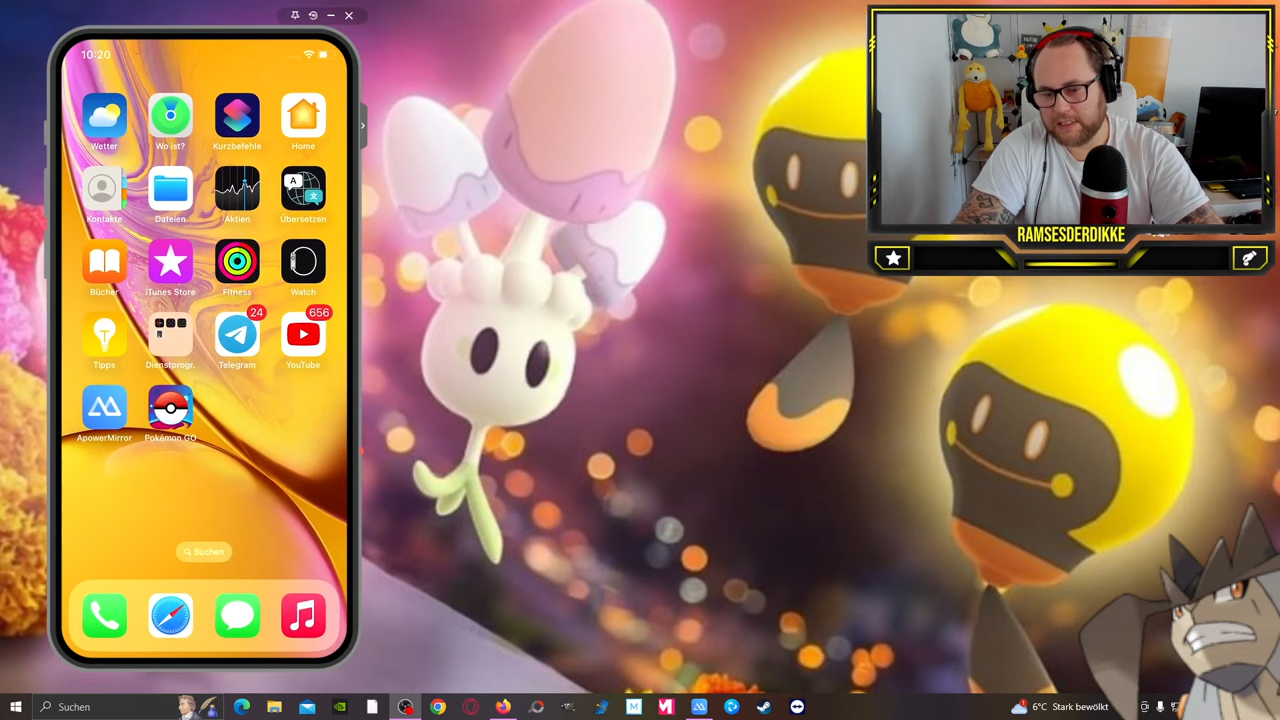 10:20
Wetter
Wo ist?
Kurzbefehle
Home
Kontakte
Dateien
Aktien
Übersetzen
Bücher
iTunes Store
Fitness
Watch
24
656
Tipps
Dienstprogr.
Telegram
YouTube
ApowerMirror
Pokémon GO
Suchen
RAMSESDERDIKKE
Suchen
6°C Stark bewölkt